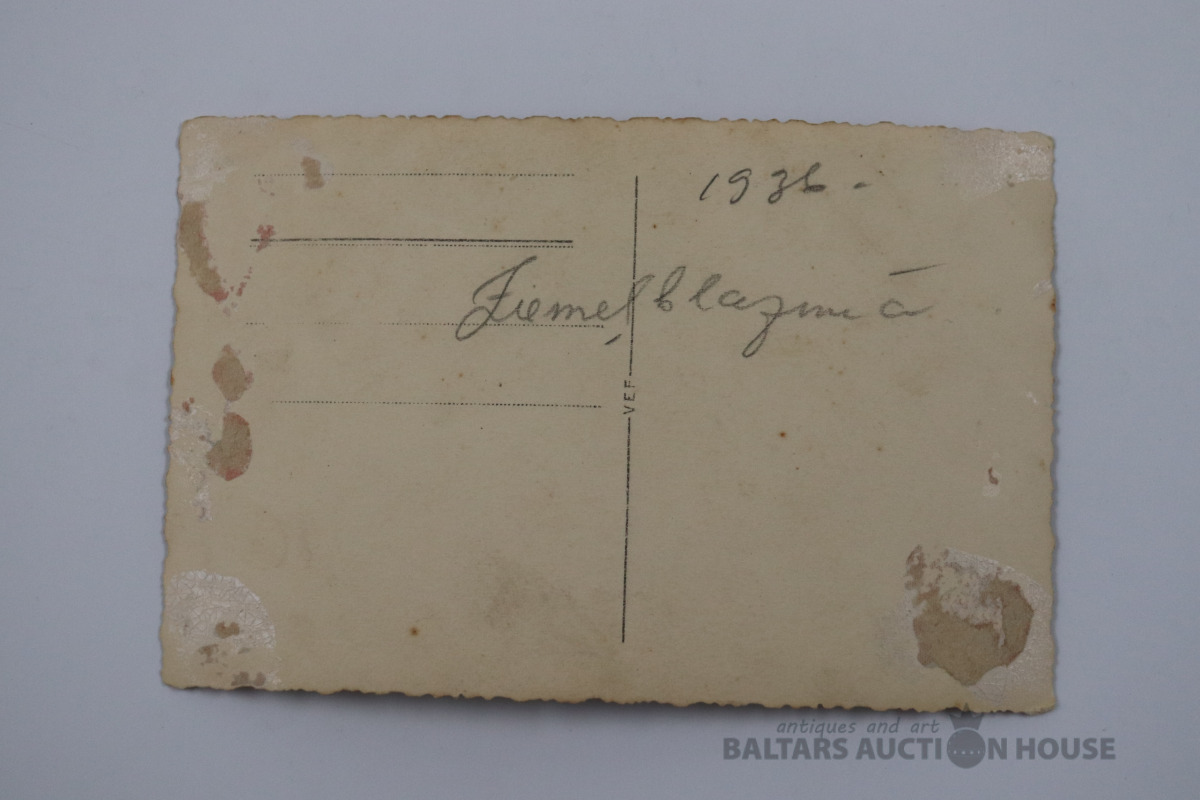 1936.
Ziemeļblazmā
VEF
antiques and art
BALTARS AUCTION HOUSE